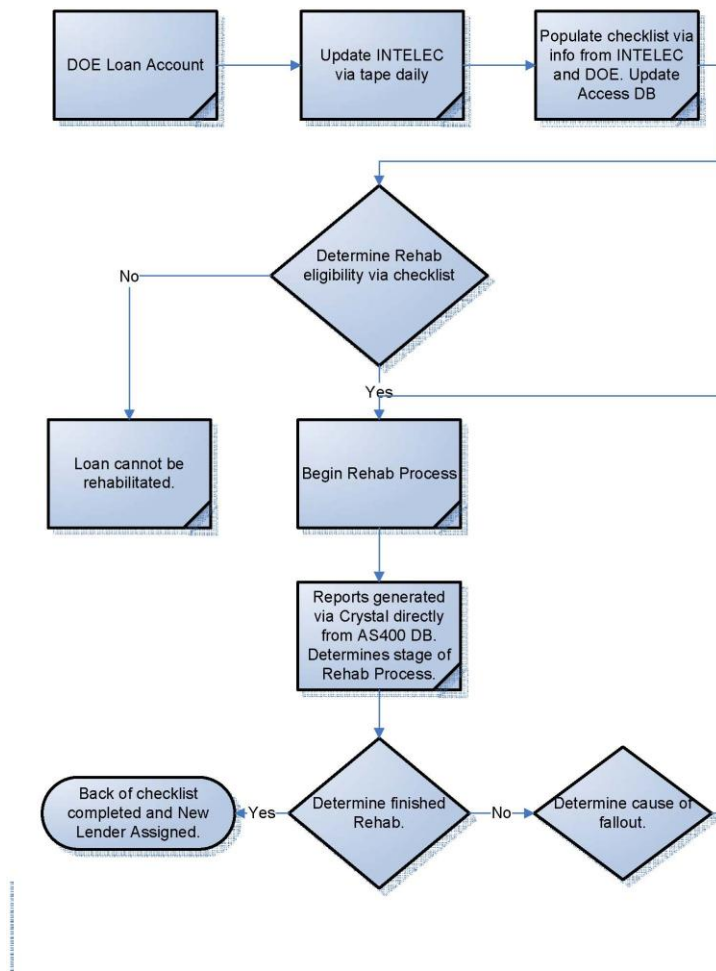 DOE Loan Account
Update INTELEC
via tape daily
Populate checklist via
info from INTELEC
and DOE. Update
Access DB
Determine Rehab
eligibility via checklist
No
Yes
Loan cannot be
rehabilitated.
Begin Rehab Process
Reports generated
via Crystal directly
from AS400 DB.
Determines stage of
Rehab Process.
Back of checklist
completed and New
Lender Assigned.
Yes
Determine finished
Rehab.
No
Determine cause of
fallout.